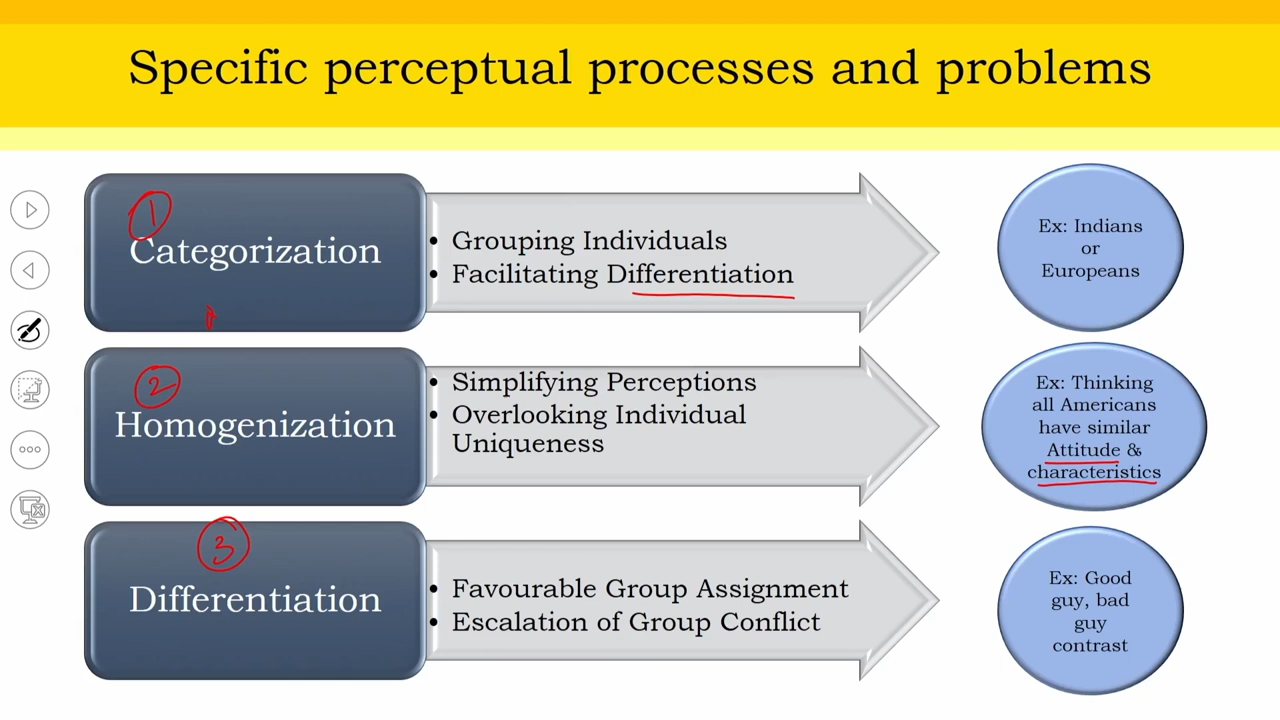 Specific perceptual processes and problems
1
Categorization
• Grouping Individuals
• Facilitating Differentiation
Ex: Indians
or
Europeans
2
Homogenization
• Simplifying Perceptions
• Overlooking Individual
Uniqueness
Ex: Thinking
all Americans
have similar
Attitude &
characteristics
3
Differentiation
• Favourable Group Assignment
• Escalation of Group Conflict
Ex: Good
guy, bad
guy
contrast